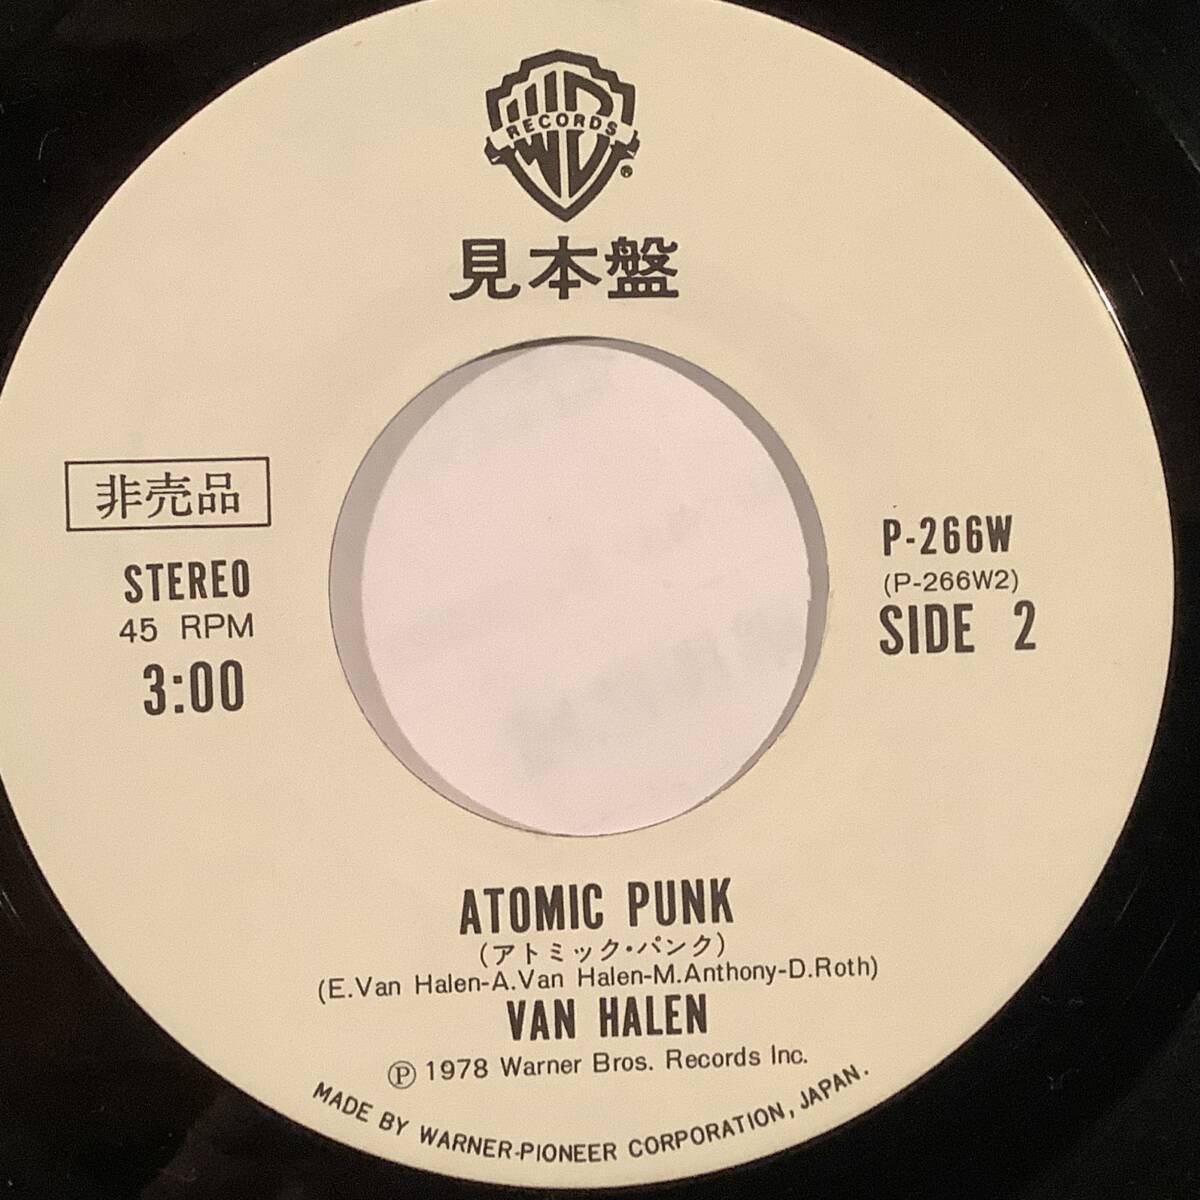 RECORDS
®
見本盤
非売品
STEREO
45 RPM
3:00
P-266W
(P-266W2)
SIDE 2
ATOMIC PUNK
(アトミック・パンク)
(E.Van Halen-A.Van Halen-M.Anthony-D.Roth)
VAN HALEN
Ⓟ 1978 Warner Bros. Records Inc.
MADE BY WARNER-PIONEER CORPORATION, JAPAN.